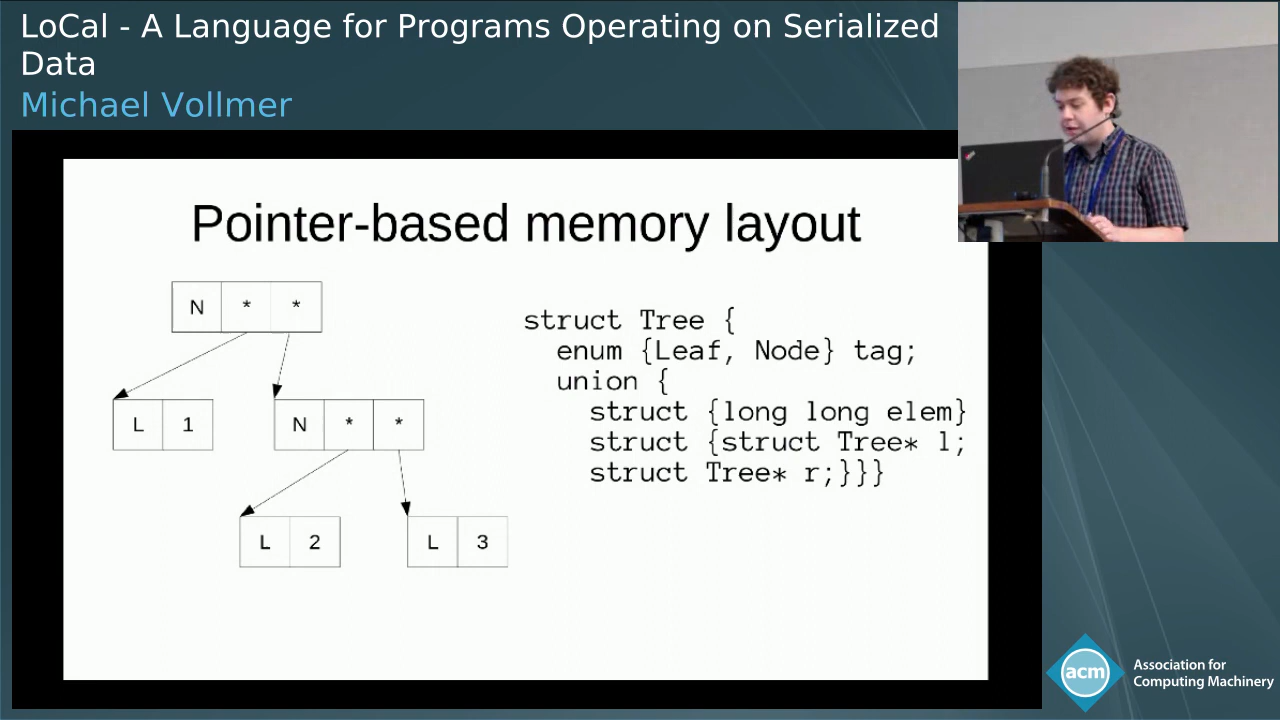 LoCal - A Language for Programs Operating on Serialized
Data
Michael Vollmer
Pointer-based memory layout
N * *
L 1
N * *
L 2
L 3
struct Tree {
enum {Leaf, Node} tag;
union {
struct {long long elem}
struct {struct Tree* l;
struct Tree* r;}}}
acm
Association for
Computing Machinery